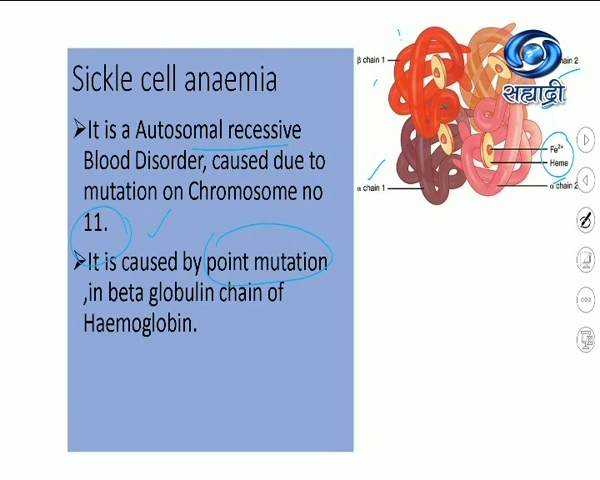 Sickle cell anaemia
➢It is a Autosomal recessive
Blood Disorder, caused due to
mutation on Chromosome no
11.
➢It is caused by point mutation
,in beta globulin chain of
Haemoglobin.
β chain 1
chain 2
सह्याद्री
Fe2+
Heme
α chain 1
α chain 2